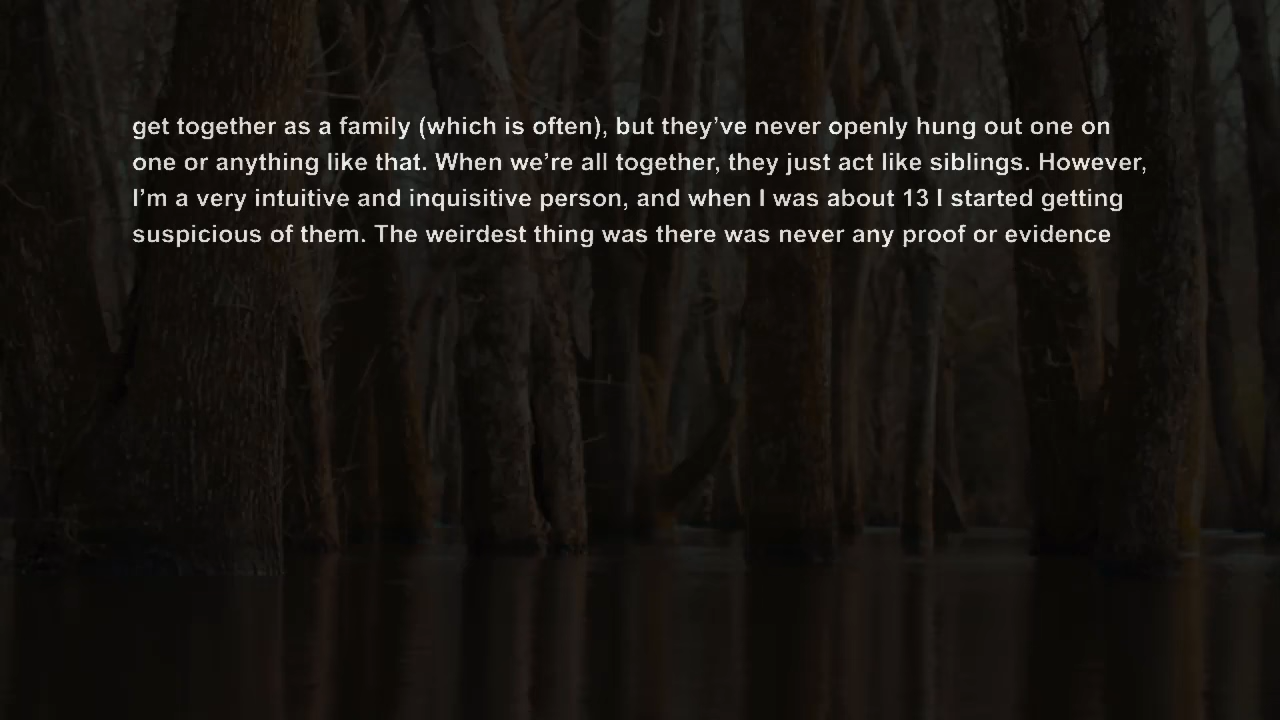 get together as a family (which is often), but they’ve never openly hung out one on
one or anything like that. When we’re all together, they just act like siblings. However,
I’m a very intuitive and inquisitive person, and when I was about 13 I started getting
suspicious of them. The weirdest thing was there was never any proof or evidence